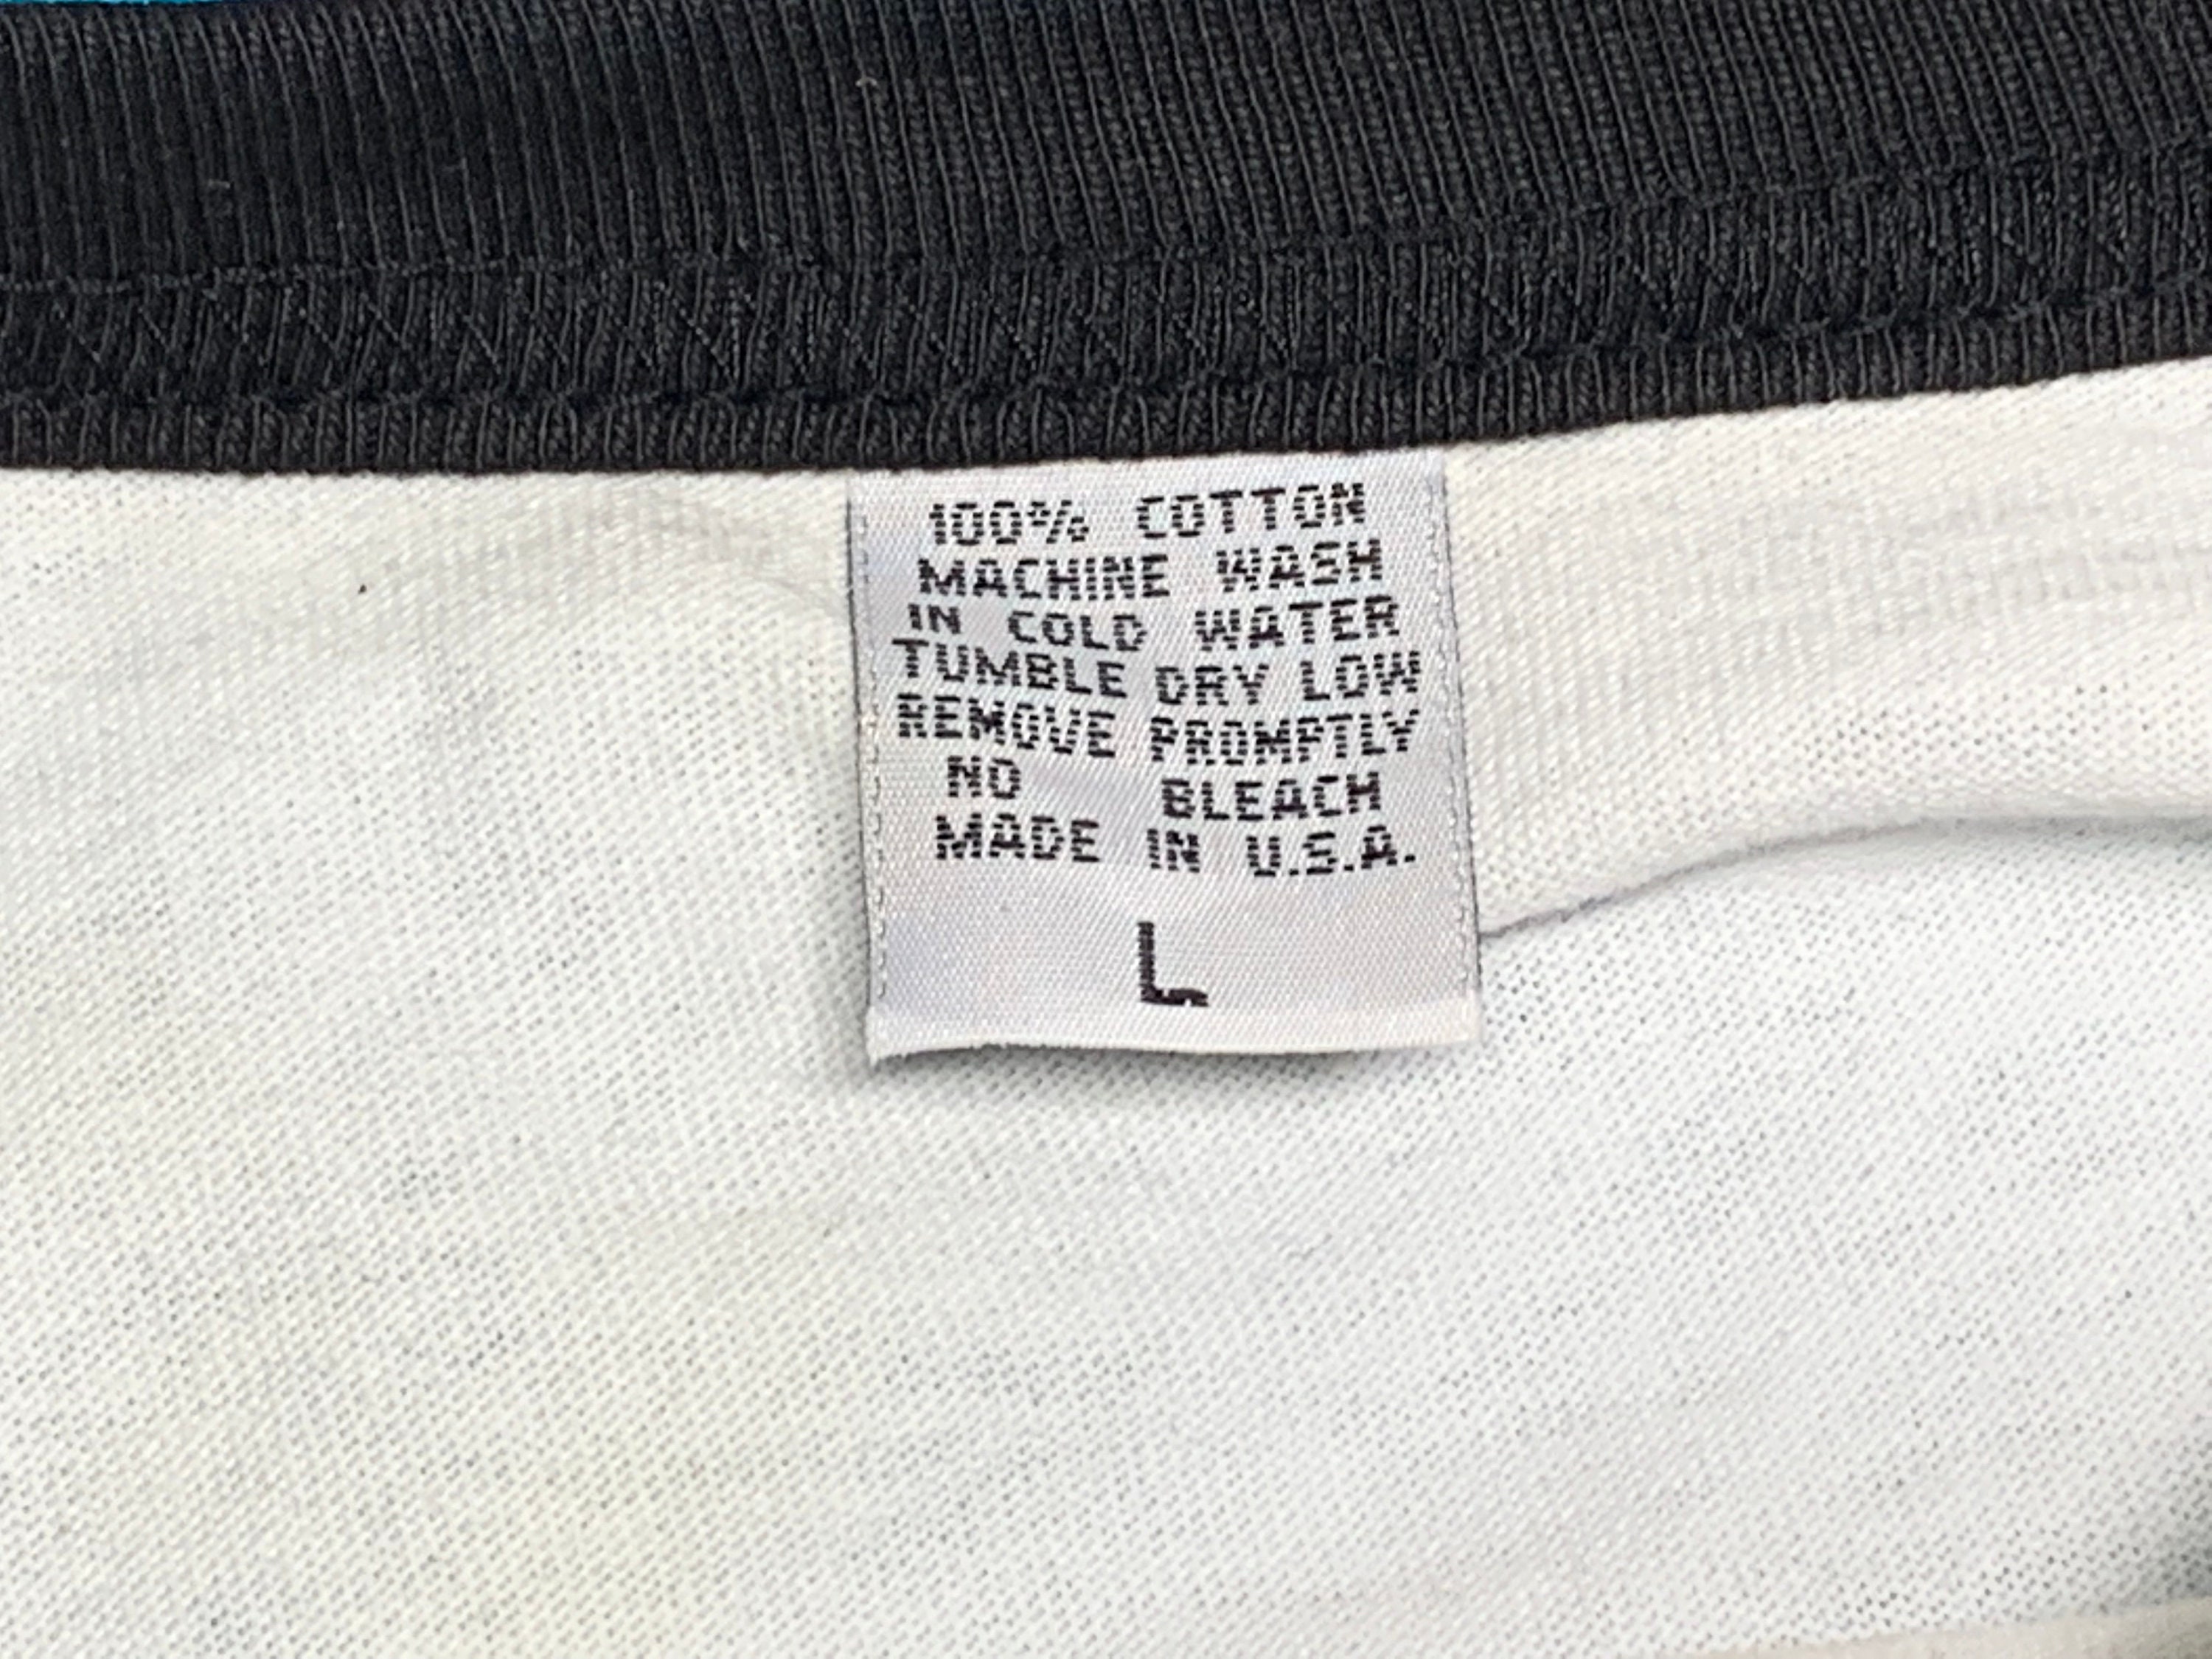 100% COTTON
MACHINE WASH
IN COLD WATER
TUMBLE DRY LOW
REMOVE PROMPTLY
NO BLEACH
MADE IN U.S.A.
L